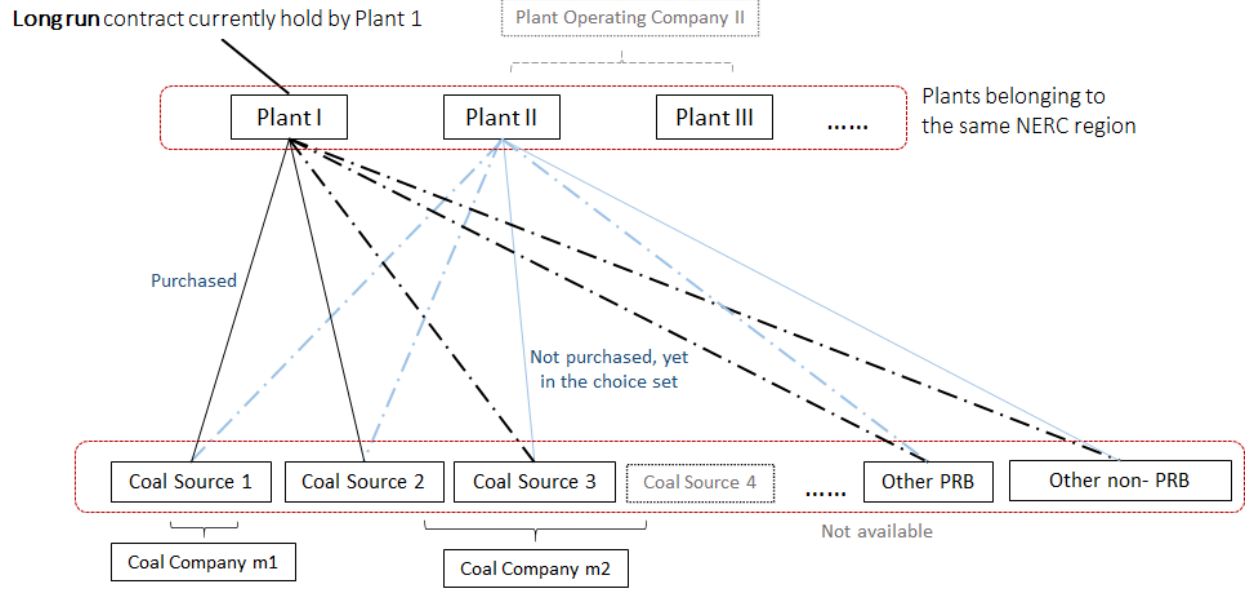 Long run contract currently hold by Plant 1
Plant Operating Company II
Plant I
Plant II
Plant III
......
Plants belonging to
the same NERC region
Purchased
Not purchased, yet
in the choice set
Coal Source 1
Coal Source 2
Coal Source 3
Coal Source 4
......
Other PRB
Other non- PRB
Not available
Coal Company m1
Coal Company m2